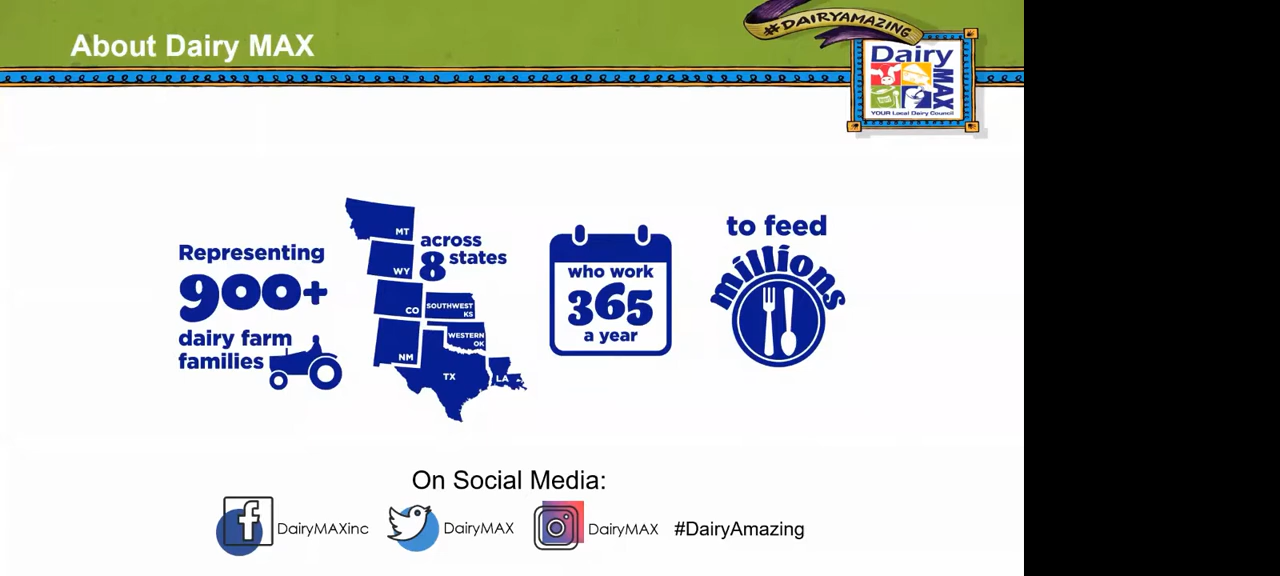 About Dairy MAX
#DAIRYAMAZING
Dairy
MAX
YOUR Local Dairy Council
Representing
900+
dairy farm
families
MT
WY
CO
NM
SOUTHWEST
KS
WESTERN
OK
TX
LA
across
8 states
who work
365
a year
to feed
millions
On Social Media:
DairyMAXinc
DairyMAX
DairyMAX
#DairyAmazing